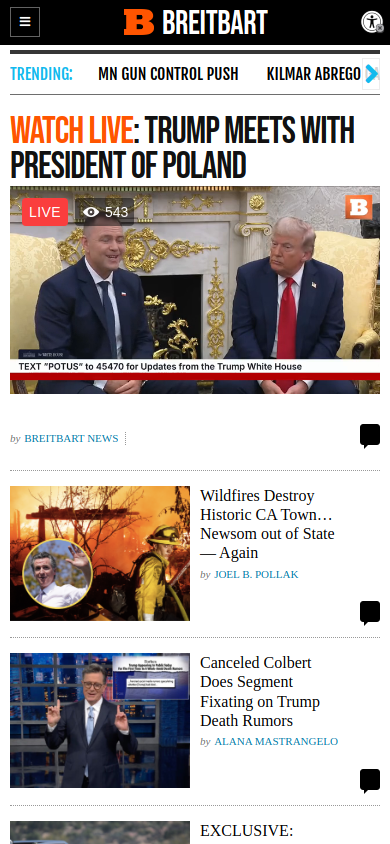 BREITBART
TRENDING:
MN GUN CONTROL PUSH
KILMAR ABREGO
WATCH LIVE: TRUMP MEETS WITH
PRESIDENT OF POLAND
LIVE
543
B
TEXT "POTUS" to 45470 for Updates from the Trump White House
by BREITBART NEWS
Wildfires Destroy
Historic CA Town…
Newsom out of State
— Again
by JOEL B. POLLAK
Canceled Colbert
Does Segment
Fixating on Trump
Death Rumors
by ALANA MASTRANGELO
EXCLUSIVE: